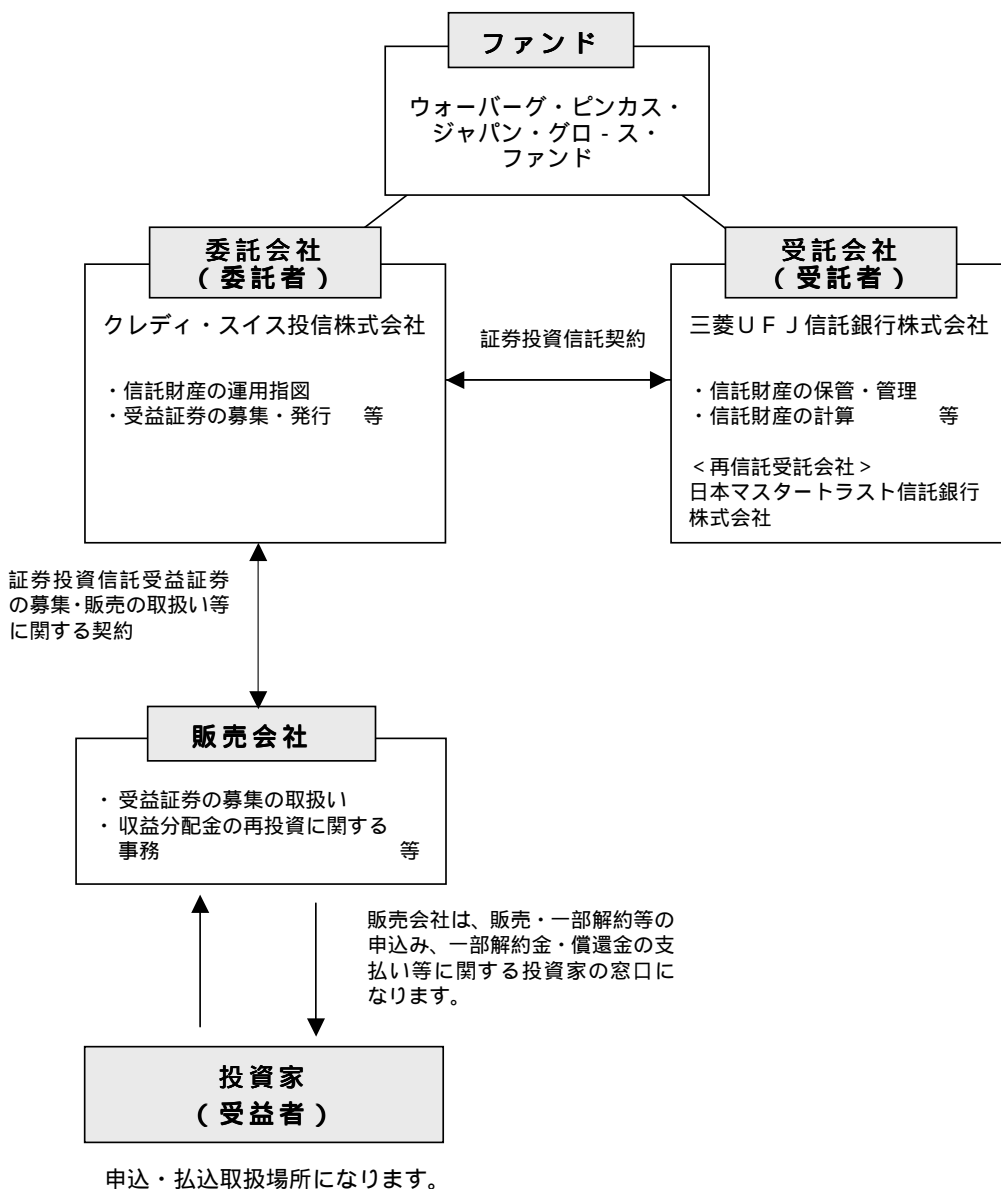 ファンド
ウォーバーグ・ピンカス・
ジャパン・グロ－ス・
ファンド
委託会社
（委託者）
クレディ・スイス投信株式会社
・信託財産の運用指図
・受益証券の募集・発行　等
証券投資信託契約
受託会社
（受託者）
三菱ＵＦＪ信託銀行株式会社
・信託財産の保管・管理
・信託財産の計算　等
＜再信託受託会社＞
日本マスタートラスト信託銀行
株式会社
証券投資信託受益証券
の募集・販売の取扱い等
に関する契約
販売会社
・受益証券の募集の取扱い
・収益分配金の再投資に関する
事務　等
販売会社は、販売・一部解約等の
申込み、一部解約金・償還金の支
払い等に関する投資家の窓口に
なります。
投資家
（受益者）
申込・払込取扱場所になります。